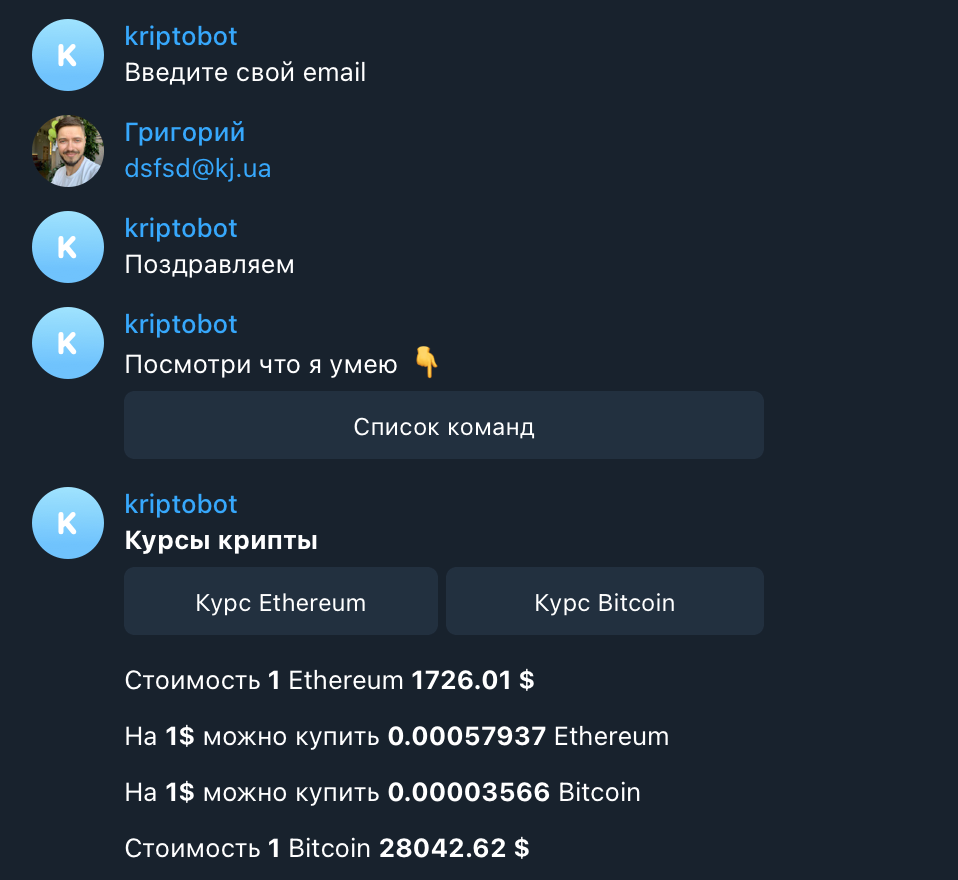 kriptobot
Введите свой email
Григорий
dsfsd@kj.ua
kriptobot
Поздравляем
kriptobot
Посмотри что я умею 👇
Список команд
kriptobot
Курсы крипты
Курс Ethereum
Курс Bitcoin
Стоимость 1 Ethereum 1726.01 $
На 1$ можно купить 0.00057937 Ethereum
На 1$ можно купить 0.00003566 Bitcoin
Стоимость 1 Bitcoin 28042.62 $